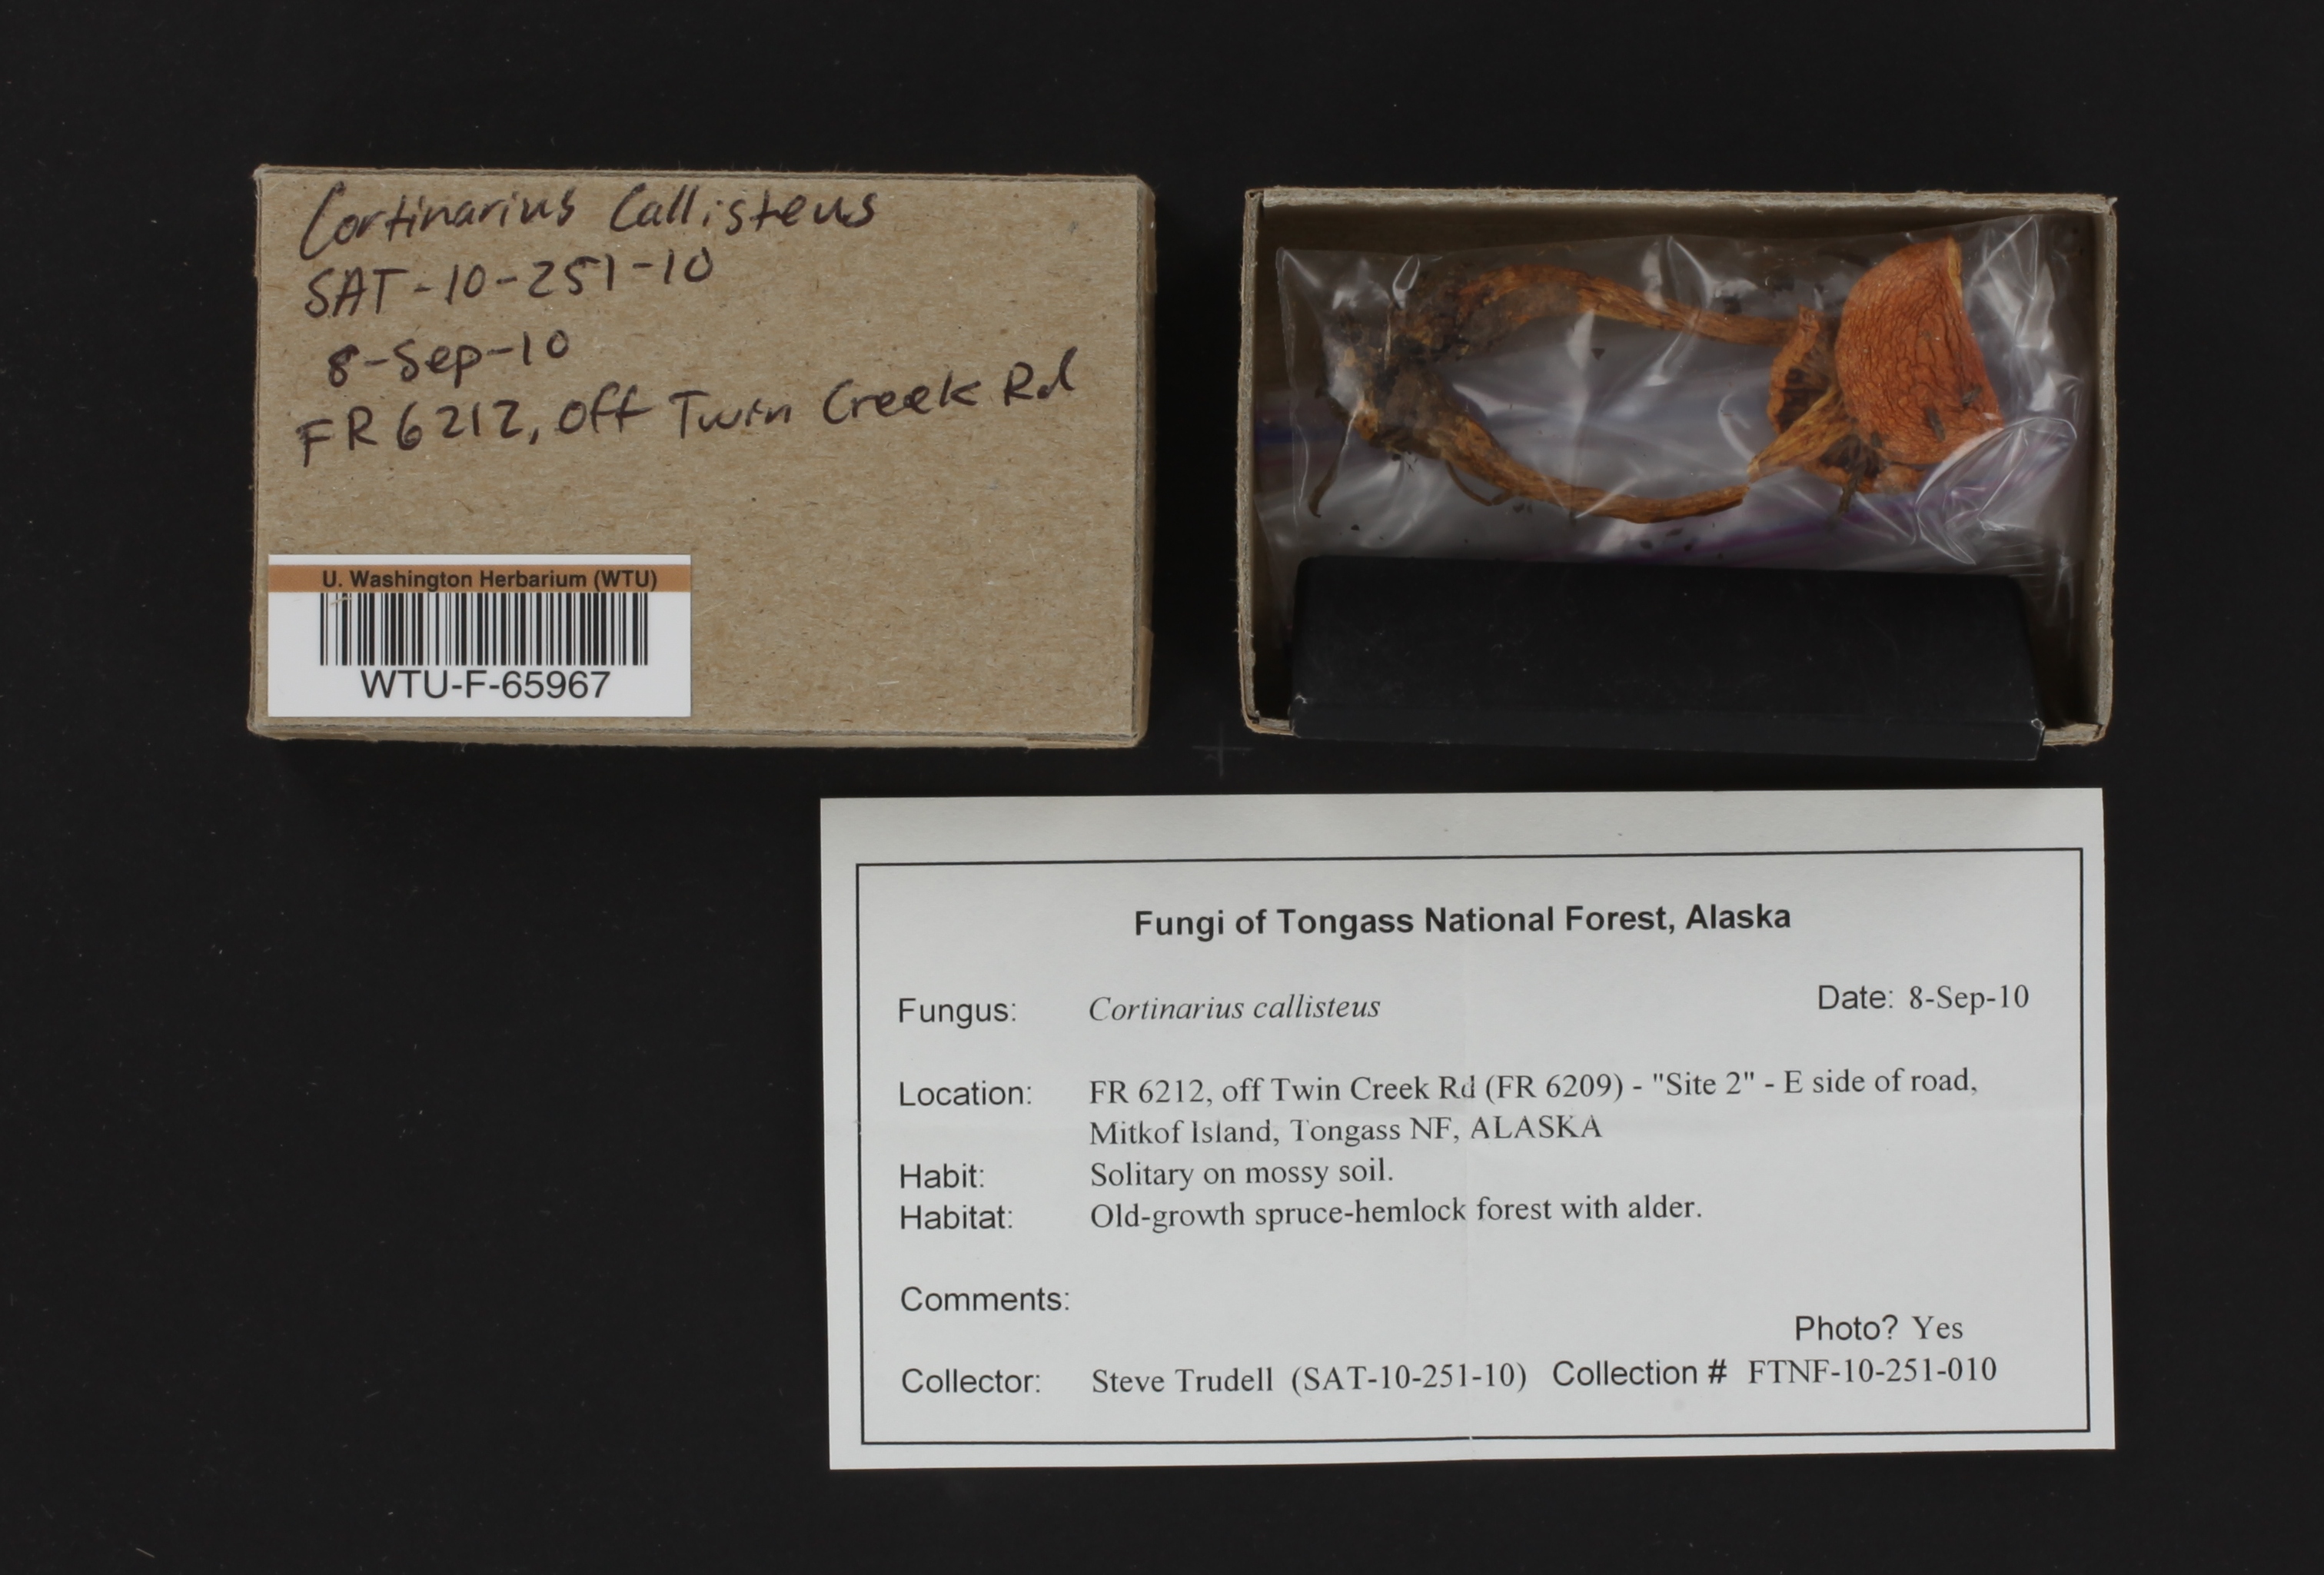 Cortinarius Callisteus
SAT-10-251-10
8-Sep-10
FR 6212, off Twin Creek Rd
U. Washington Herbarium (WTU)
WTU-F-65967
Fungi of Tongass National Forest, Alaska
Fungus: Cortinarius callisteus Date: 8-Sep-10
Location: FR 6212, off Twin Creek Rd (FR 6209) - "Site 2" - E side of road,
Mitkof Island, Tongass NF, ALASKA
Habit: Solitary on mossy soil.
Habitat: Old-growth spruce-hemlock forest with alder.
Comments:
Photo? Yes
Collector: Steve Trudell (SAT-10-251-10) Collection # FTNF-10-251-010